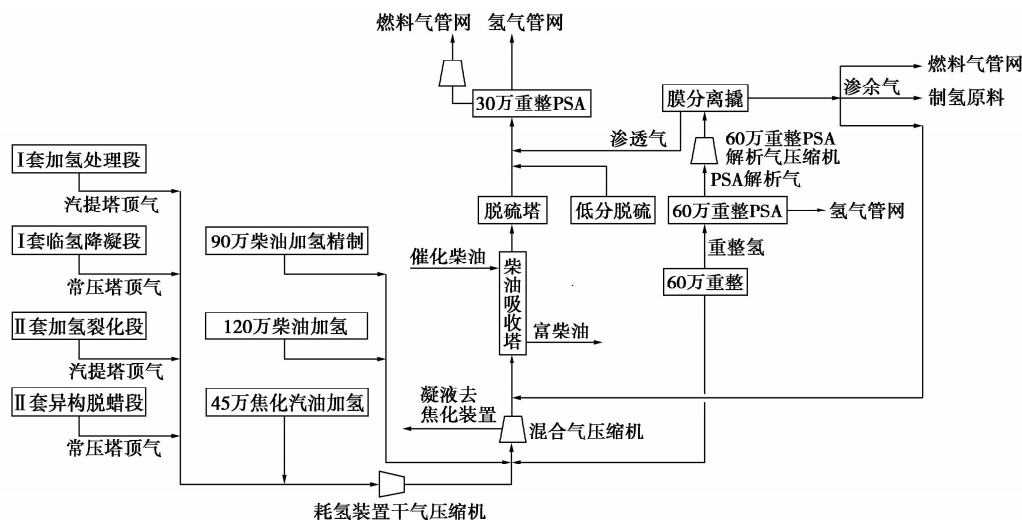 燃料气管网
氢气管网
30万重整PSA
膜分离撬
渗余气
燃料气管网
制氢原料
渗透气
60万重整PSA
解析气压缩机
PSA解析气
I套加氢处理段
汽提塔顶气
脱硫塔
低分脱硫
60万重整PSA
氢气管网
I套临氢降凝段
常压塔顶气
90万柴油加氢精制
催化柴油
柴油吸收塔
重整氢
60万重整
II套加氢裂化段
汽提塔顶气
120万柴油加氢
富柴油
II套异构脱蜡段
常压塔顶气
45万焦化汽油加氢
凝液去
焦化装置
混合气压缩机
耗氢装置干气压缩机